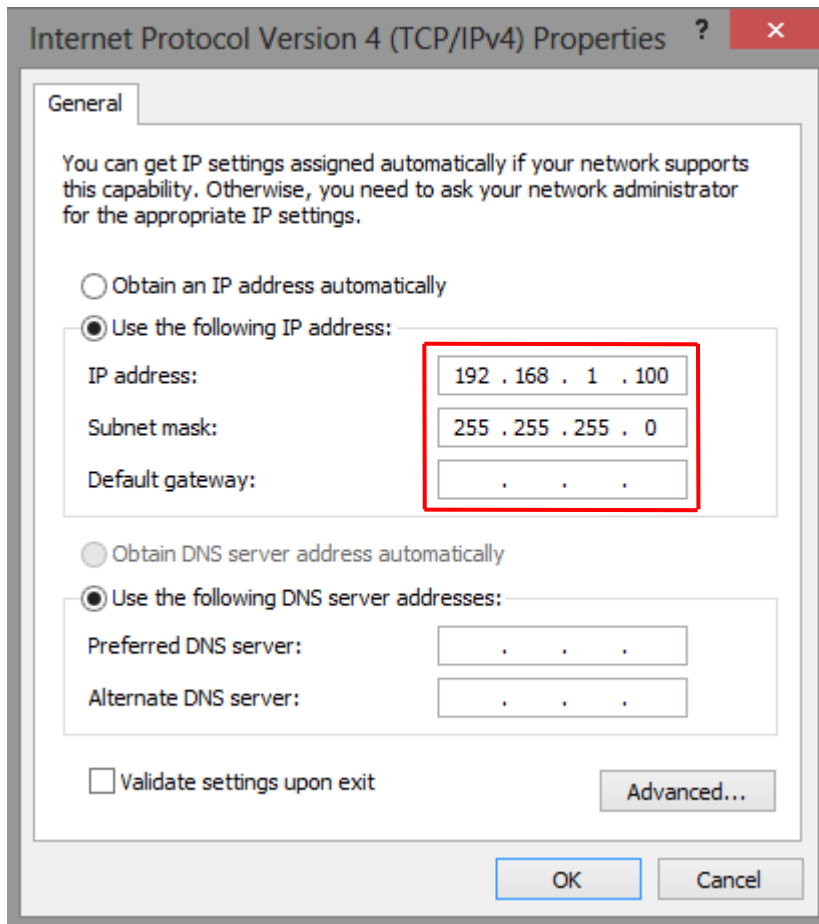 Internet Protocol Version 4 (TCP/IPv4) Properties ? ×
General
You can get IP settings assigned automatically if your network supports
this capability. Otherwise, you need to ask your network administrator
for the appropriate IP settings.
Obtain an IP address automatically
Use the following IP address:
IP address: 192 . 168 . 1 . 100
Subnet mask: 255 . 255 . 255 . 0
Default gateway: . . .
Obtain DNS server address automatically
Use the following DNS server addresses:
Preferred DNS server: . . .
Alternate DNS server: . . .
Validate settings upon exit
Advanced...
OK Cancel